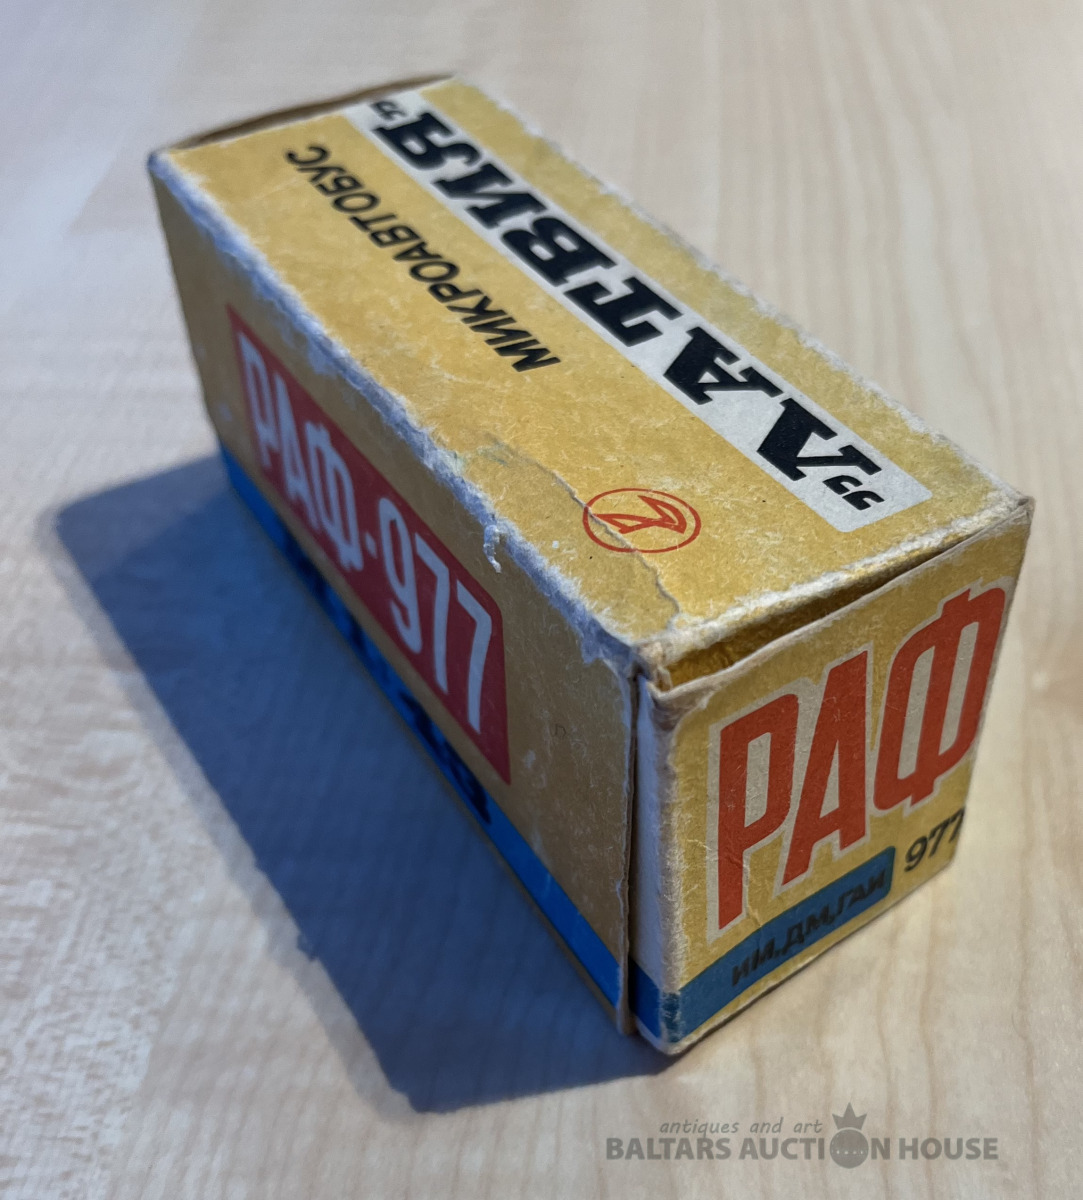 МИКРОАВТОБУС
„ЛАТВИЯ”
РАФ-977
РАФ
977
ИМ.ДМ,ГАИ
antiques and art
BALTARS AUCTION HOUSE